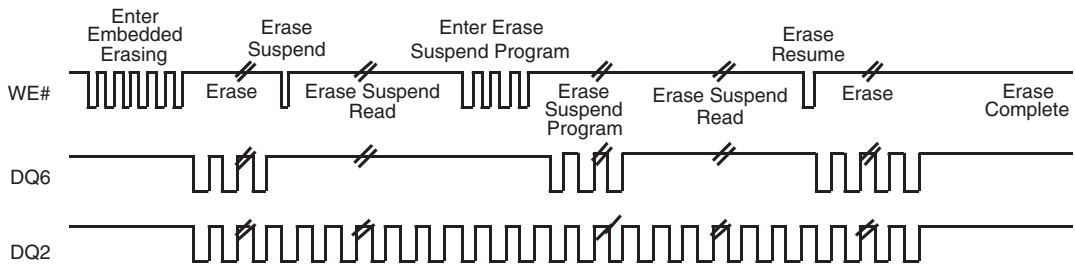 Enter
Embedded
Erasing
Erase
Suspend
Enter Erase
Suspend Program
Erase
Resume
WE#
Erase
Erase Suspend
Read
Erase
Suspend
Program
Erase Suspend
Read
Erase
Erase
Complete
DQ6
DQ2